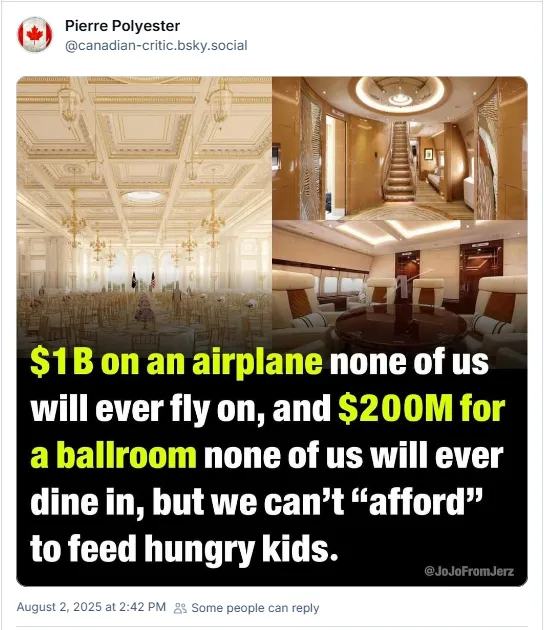 Pierre Polyester
@canadian-critic.bsky.social
$1B on an airplane none of us
will ever fly on, and $200M for
a ballroom none of us will ever
dine in, but we can’t “afford”
to feed hungry kids.
@JoJoFromJerz
August 2, 2025 at 2:42 PM Some people can reply